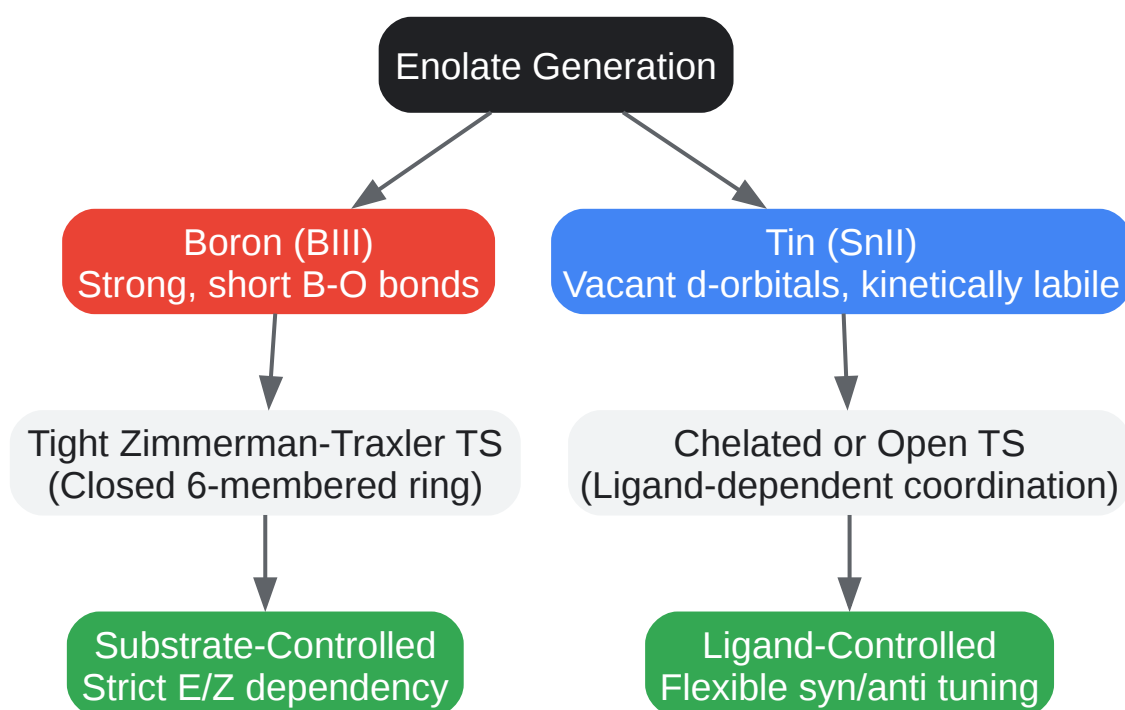 Enolate Generation
Boron (BIII)
Strong, short B-O bonds
Tin (SnII)
Vacant d-orbitals, kinetically labile
Tight Zimmerman-Traxler TS
(Closed 6-membered ring)
Chelated or Open TS
(Ligand-dependent coordination)
Substrate-Controlled
Strict E/Z dependency
Ligand-Controlled
Flexible syn/anti tuning